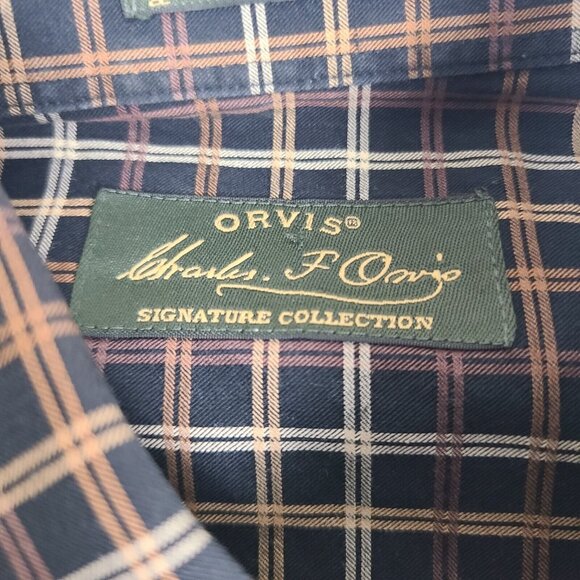 ORVIS®
Charles. F Orvis
SIGNATURE COLLECTION